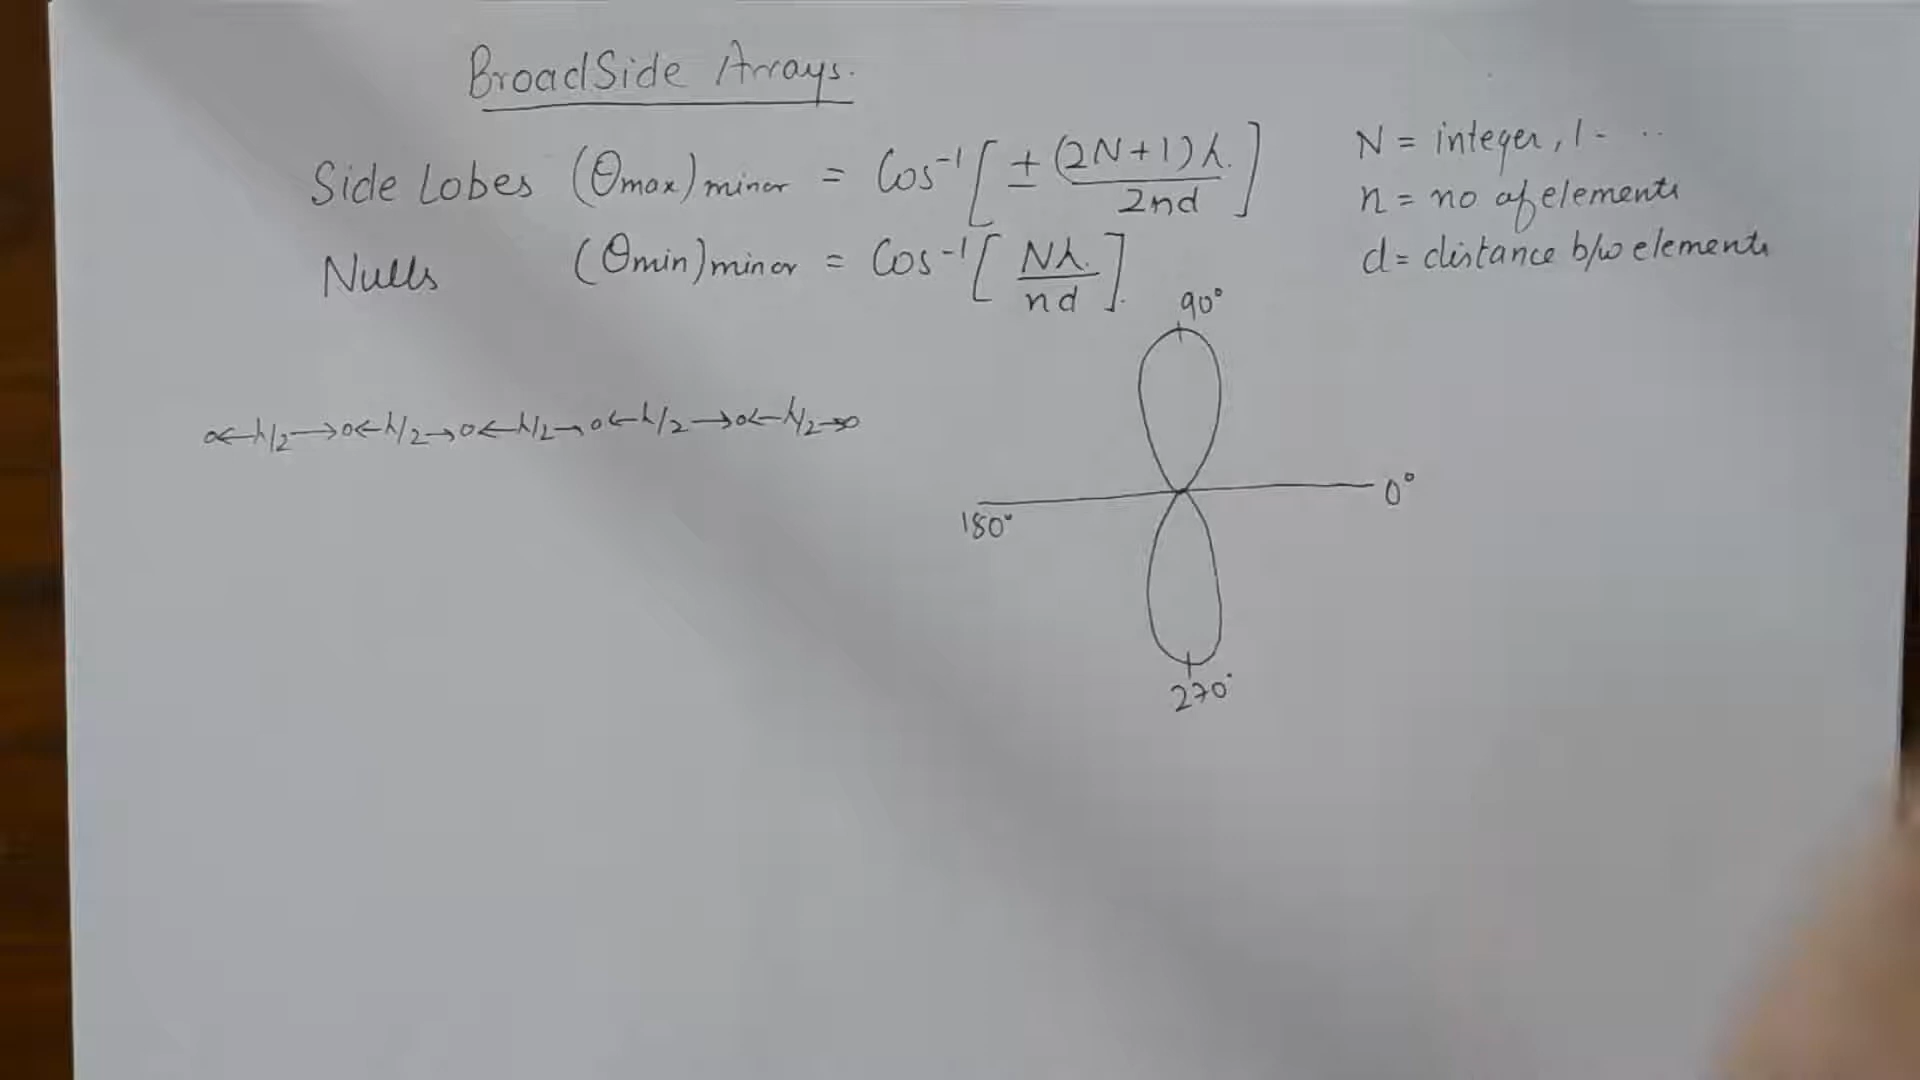 BroadSide Arrays.
Side Lobes (θmax)minor = Cos⁻¹[± (2N+1)λ / 2nd]
N = integer, 1 - ..
n = no of elements
Nulls (θmin)minor = Cos⁻¹[Nλ / nd].
d = distance b/w elements
90°
o←λ/2→o←λ/2→o←λ/2→o←λ/2→o←λ/2→o
0°
180°
270°